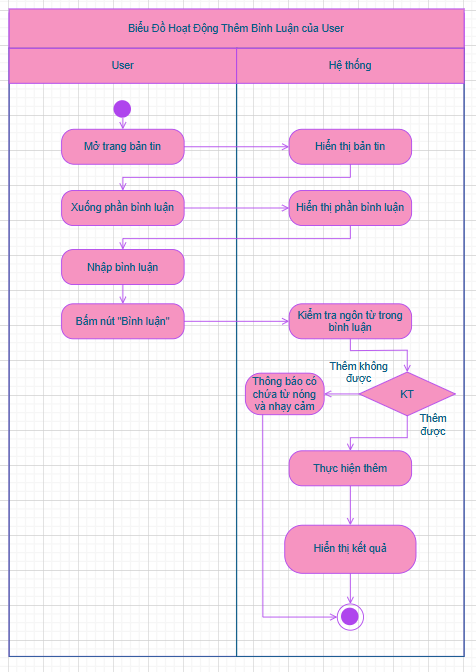 Biểu Đồ Hoạt Động Thêm Bình Luận của User
User
Hệ thống
Mở trang bản tin
Hiển thị bản tin
Xuống phần bình luận
Hiển thị phần bình luận
Nhập bình luận
Bấm nút "Bình luận"
Kiểm tra ngôn từ trong
bình luận
Thêm không
được
Thông báo có
chứa từ nóng
và nhạy cảm
KT
Thêm
được
Thực hiện thêm
Hiển thị kết quả